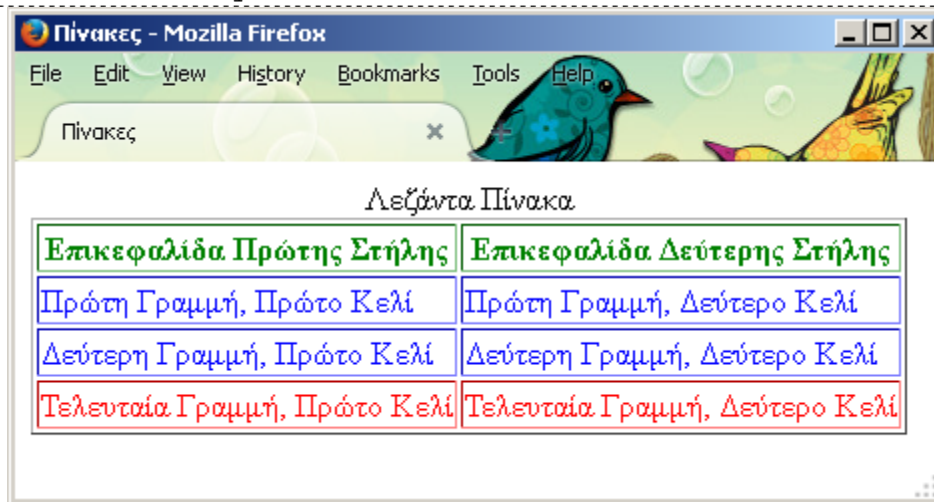 Πίνακες - Mozilla Firefox
File Edit View History Bookmarks Tools Help
Πίνακες
Λεζάντα Πίνακα
Επικεφαλίδα Πρώτης Στήλης Επικεφαλίδα Δεύτερης Στήλης
Πρώτη Γραμμή, Πρώτο Κελί Πρώτη Γραμμή, Δεύτερο Κελί
Δεύτερη Γραμμή, Πρώτο Κελί Δεύτερη Γραμμή, Δεύτερο Κελί
Τελευταία Γραμμή, Πρώτο Κελί Τελευταία Γραμμή, Δεύτερο Κελί